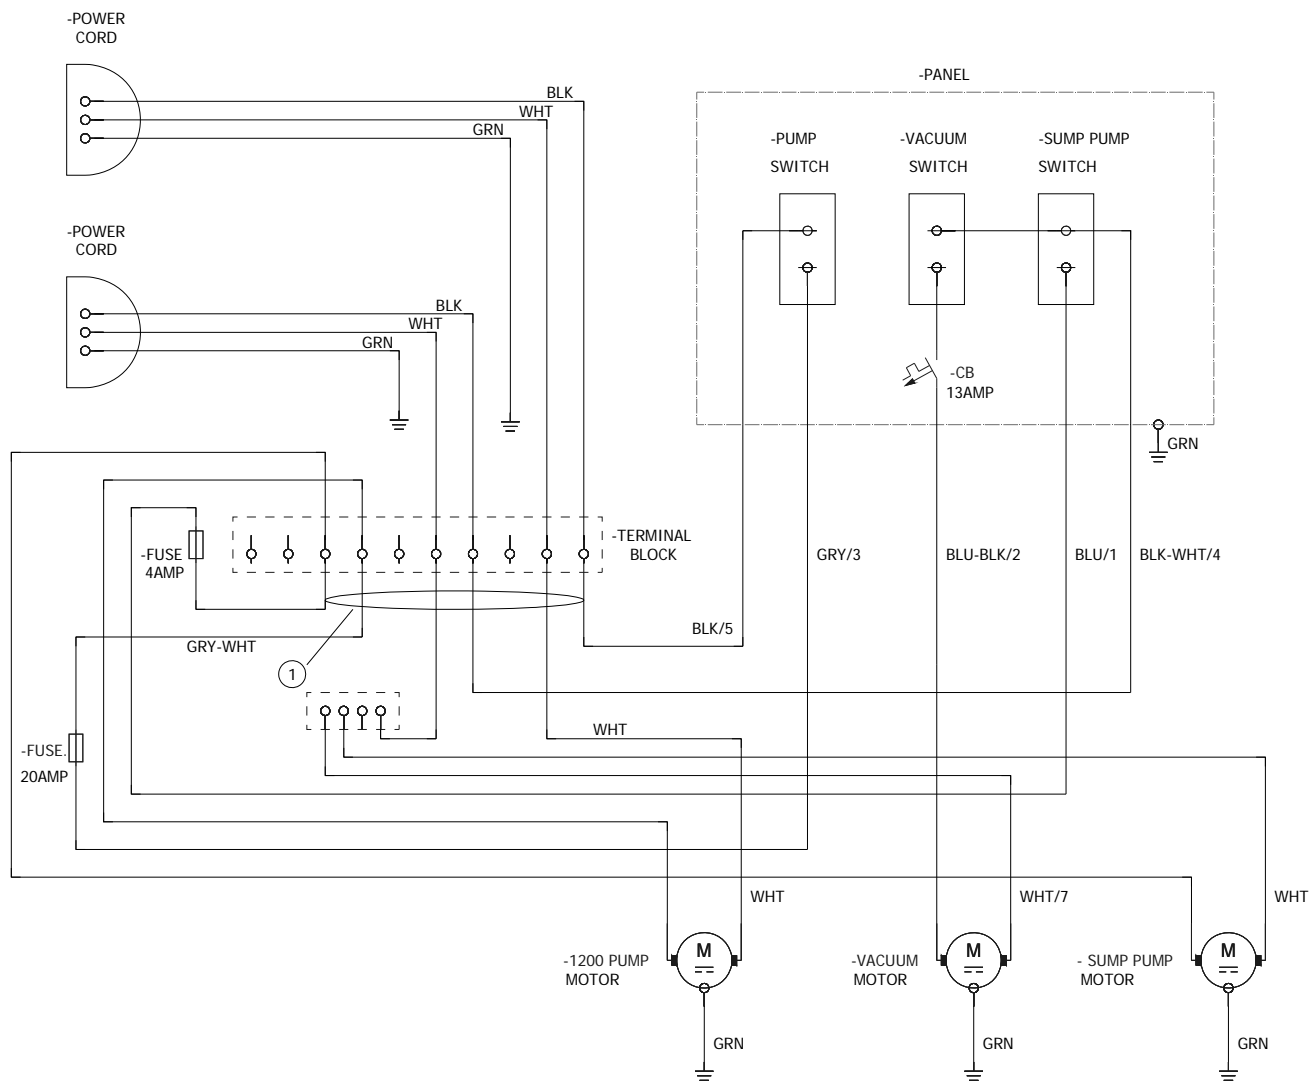 -POWER
CORD
BLK
WHT
GRN
-POWER
CORD
BLK
WHT
GRN
-PANEL
-PUMP
SWITCH
-VACUUM
SWITCH
-SUMP PUMP
SWITCH
-CB
13AMP
GRN
-FUSE
4AMP
-TERMINAL
BLOCK
GRY/3
BLU-BLK/2
BLU/1
BLK-WHT/4
BLK/5
GRY-WHT
1
WHT
-FUSE.
20AMP
WHT
WHT/7
WHT
M
-1200 PUMP
MOTOR
M
-VACUUM
MOTOR
M
- SUMP PUMP
MOTOR
GRN
GRN
GRN